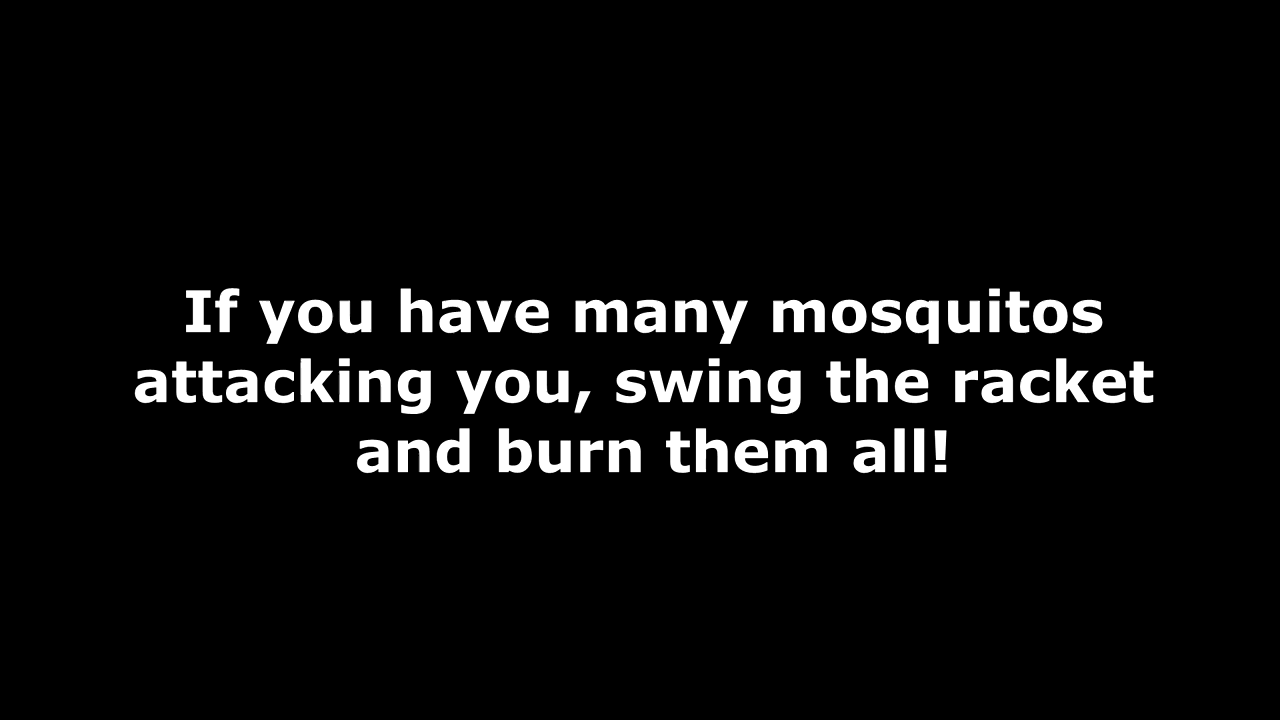 If you have many mosquitos
attacking you, swing the racket
and burn them all!